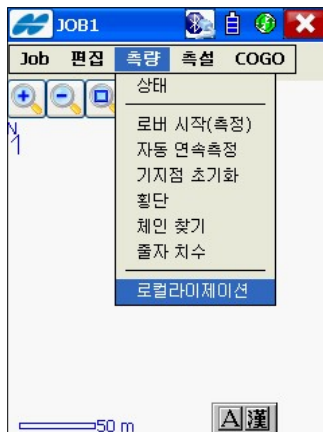 JOB1
Job 편집 측량 측설 COGO
상태
N
로버 시작(측정)
자동 연속측정
기지점 초기화
횡단
체인 찾기
줄자 치수
로컬라이제이션
50 m
A 漢